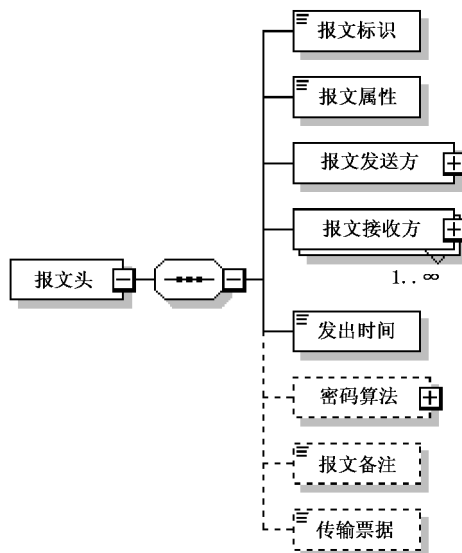 报文标识
报文属性
报文发送方
报文接收方
1..∞
报文头
发出时间
密码算法
报文备注
传输票据